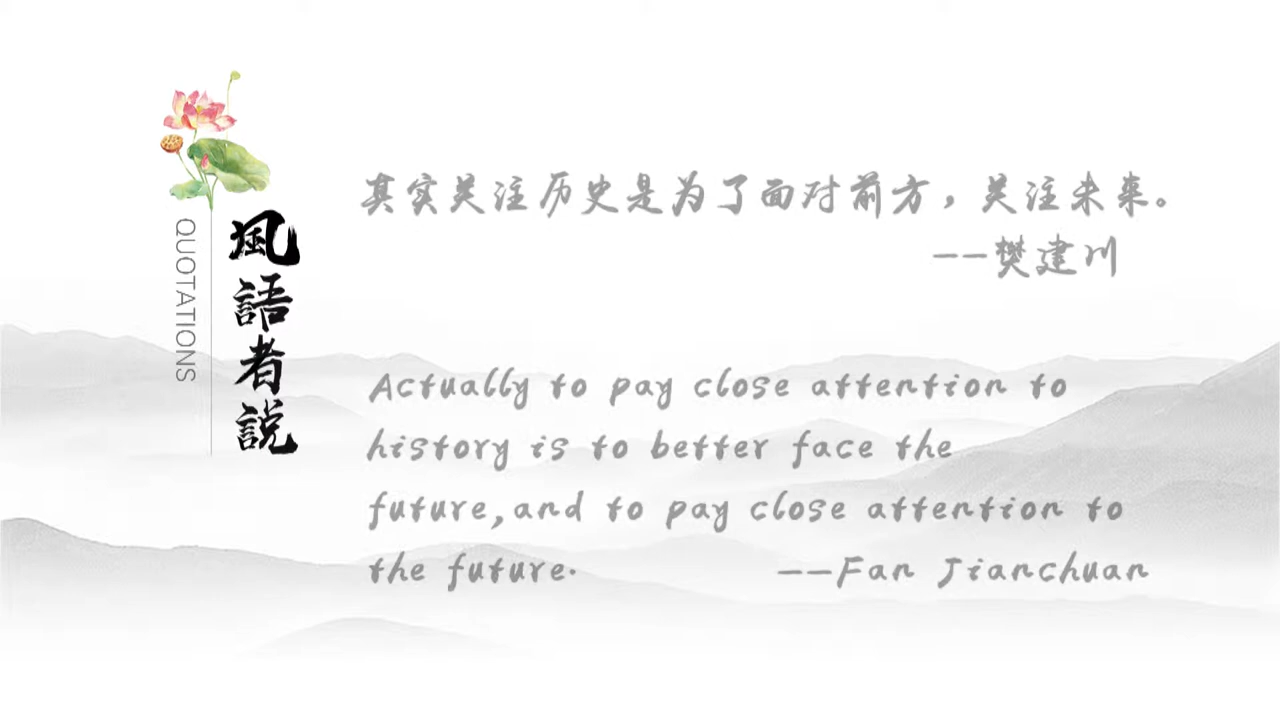 風語者説
QUOTATIONS
真实关注历史是为了面对前方，关注未来。
--樊建川
Actually to pay close attention to
history is to better face the
future,and to pay close attention to
the future.          --Fan Jianchuan